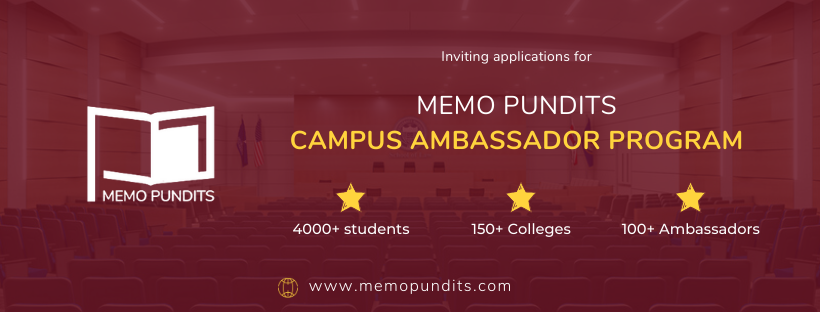 Inviting applications for
MEMO PUNDITS
CAMPUS AMBASSADOR PROGRAM
MEMO PUNDITS
4000+ students
150+ Colleges
100+ Ambassadors
www.memopundits.com